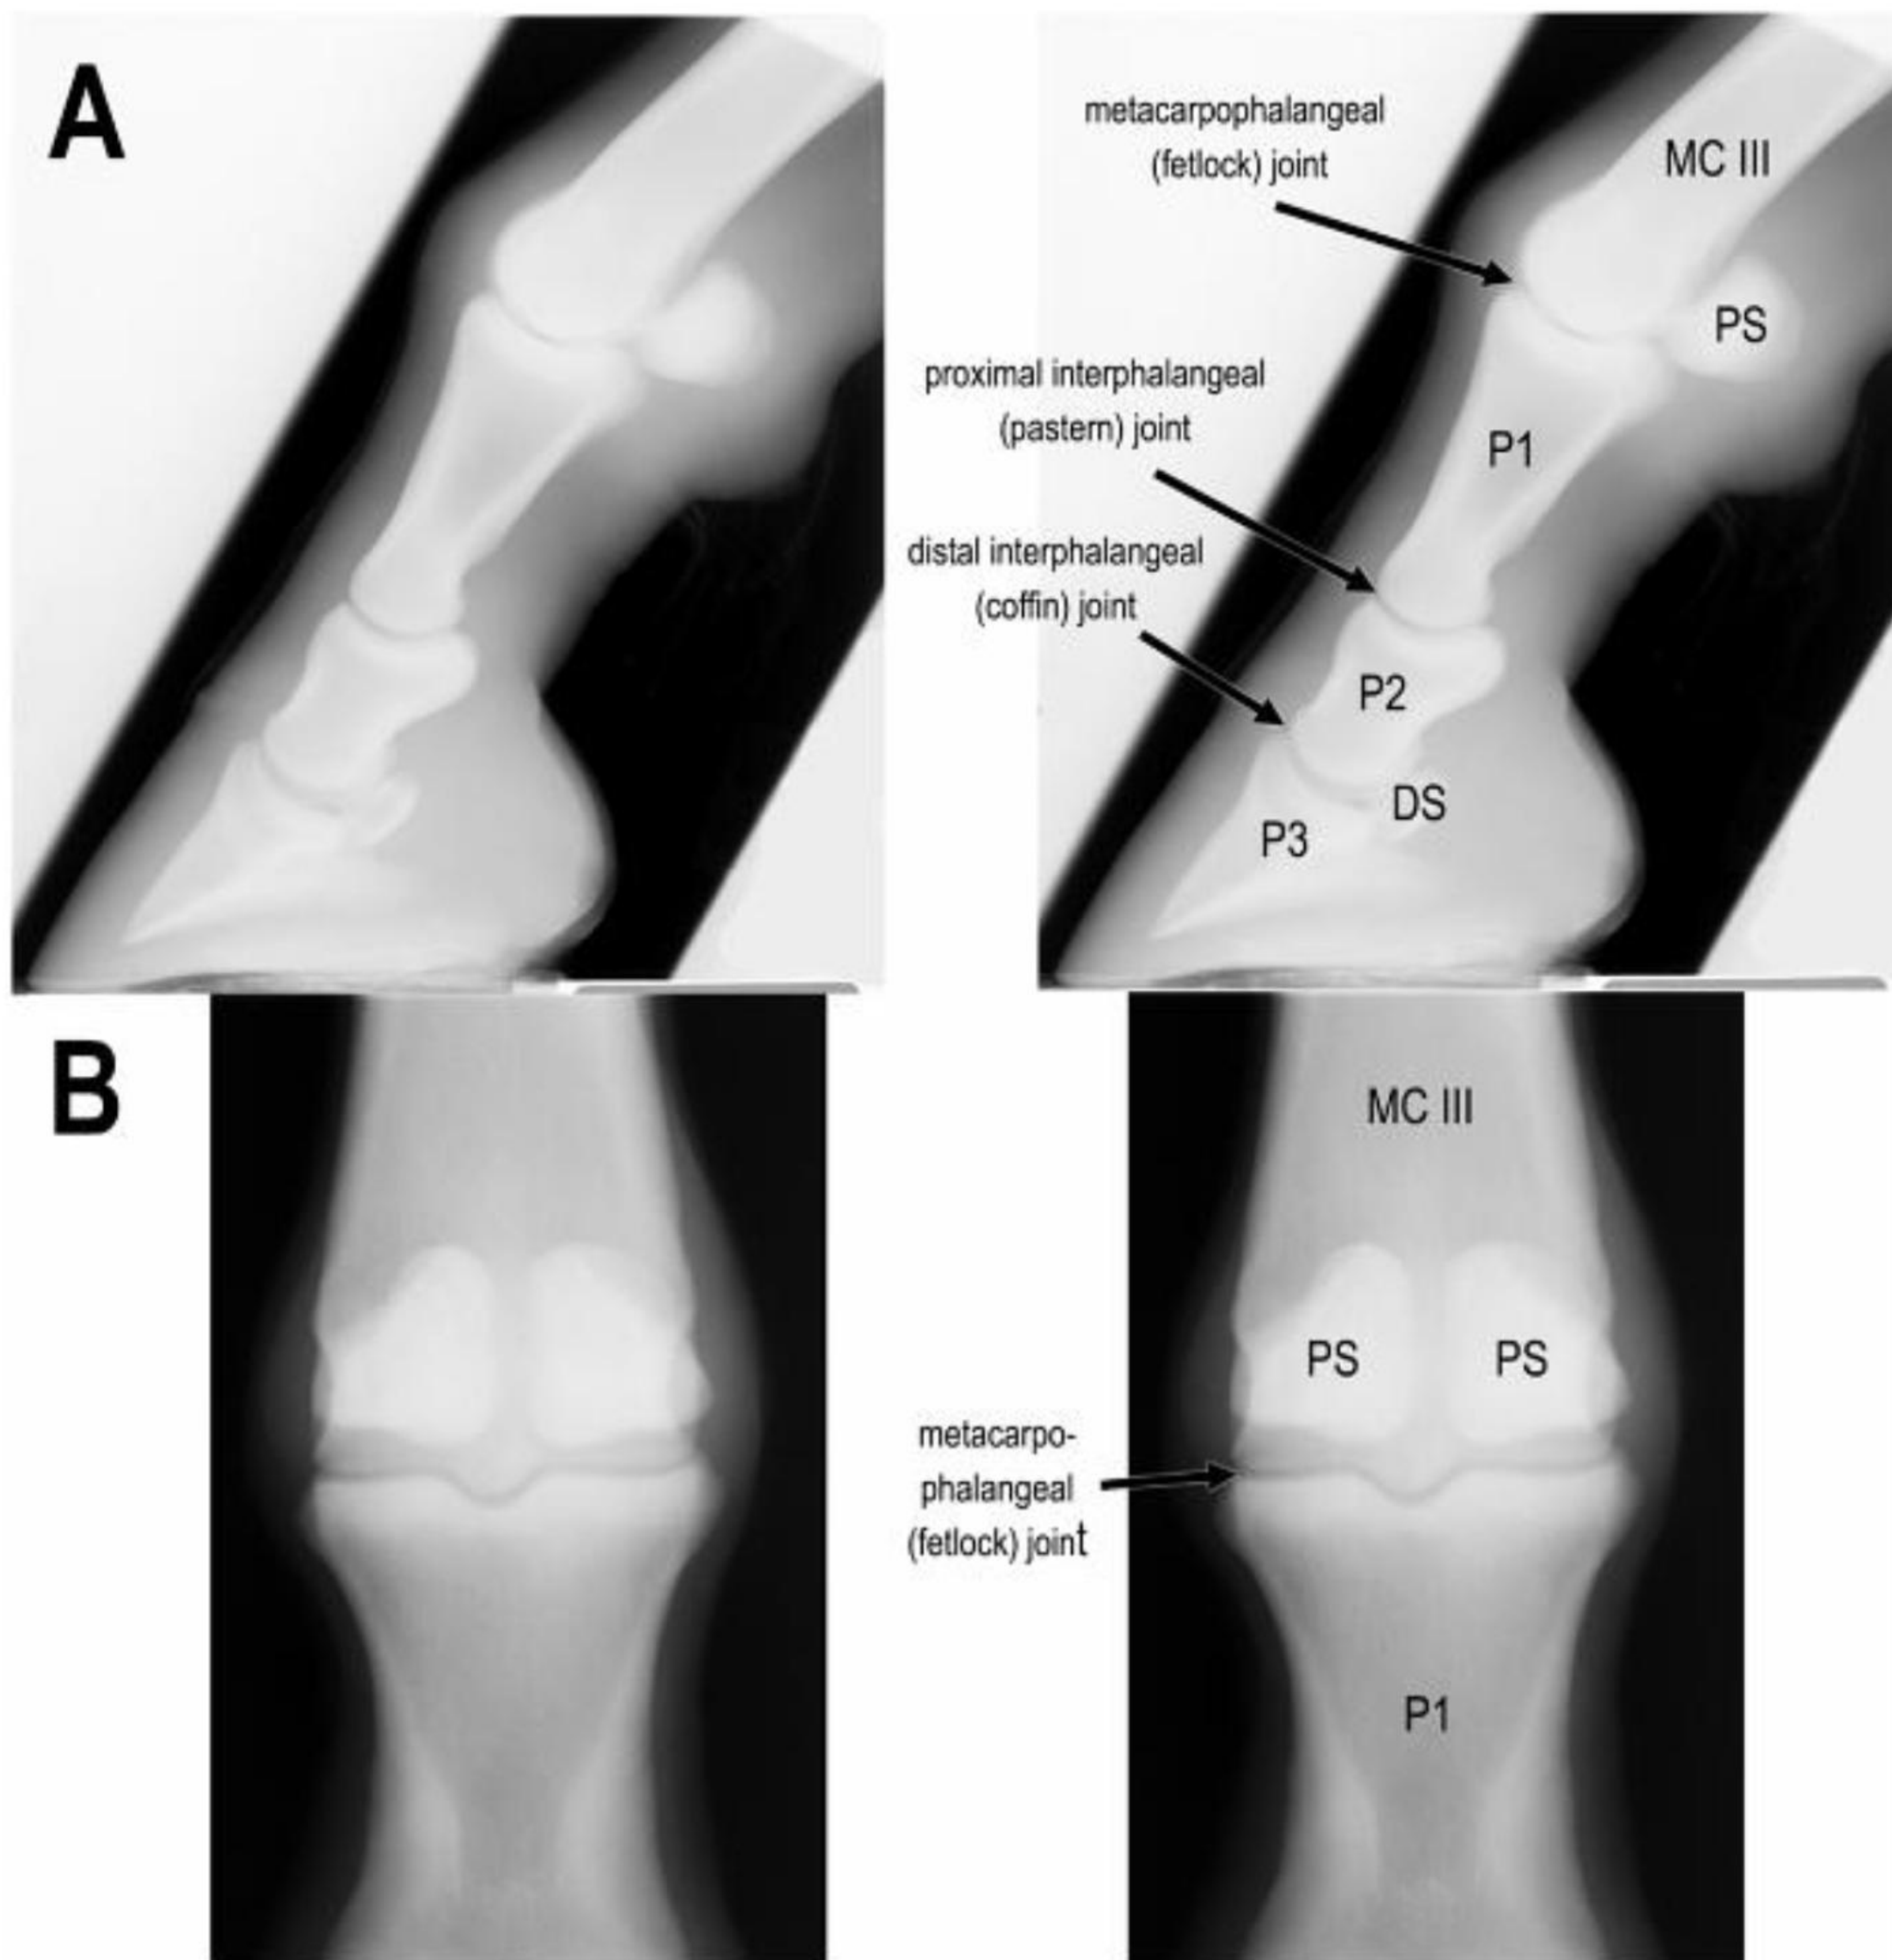 A
metacarpophalangeal
(fetlock) joint
MC III
PS
proximal interphalangeal
(pastern) joint
P1
distal interphalangeal
(coffin) joint
P2
DS
P3
B
MC III
PS PS
metacarpo-
phalangeal
(fetlock) joint
P1